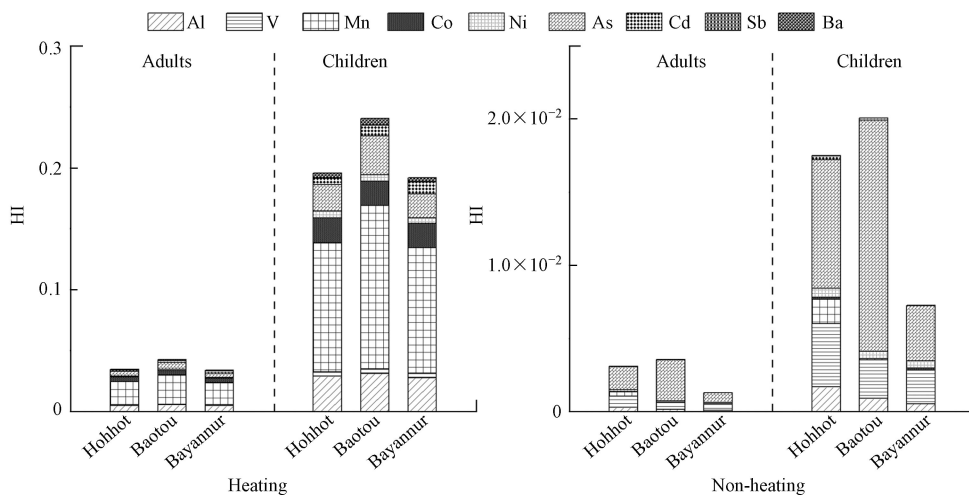 Al V Mn Co Ni As Cd Sb Ba
0.3
Adults Children
0.2
HI
0.1
0
Hohhot Baotou Bayannur Hohhot Baotou Bayannur
Heating
Adults Children
2.0×10⁻²
HI
1.0×10⁻²
0
Hohhot Baotou Bayannur Hohhot Baotou Bayannur
Non-heating